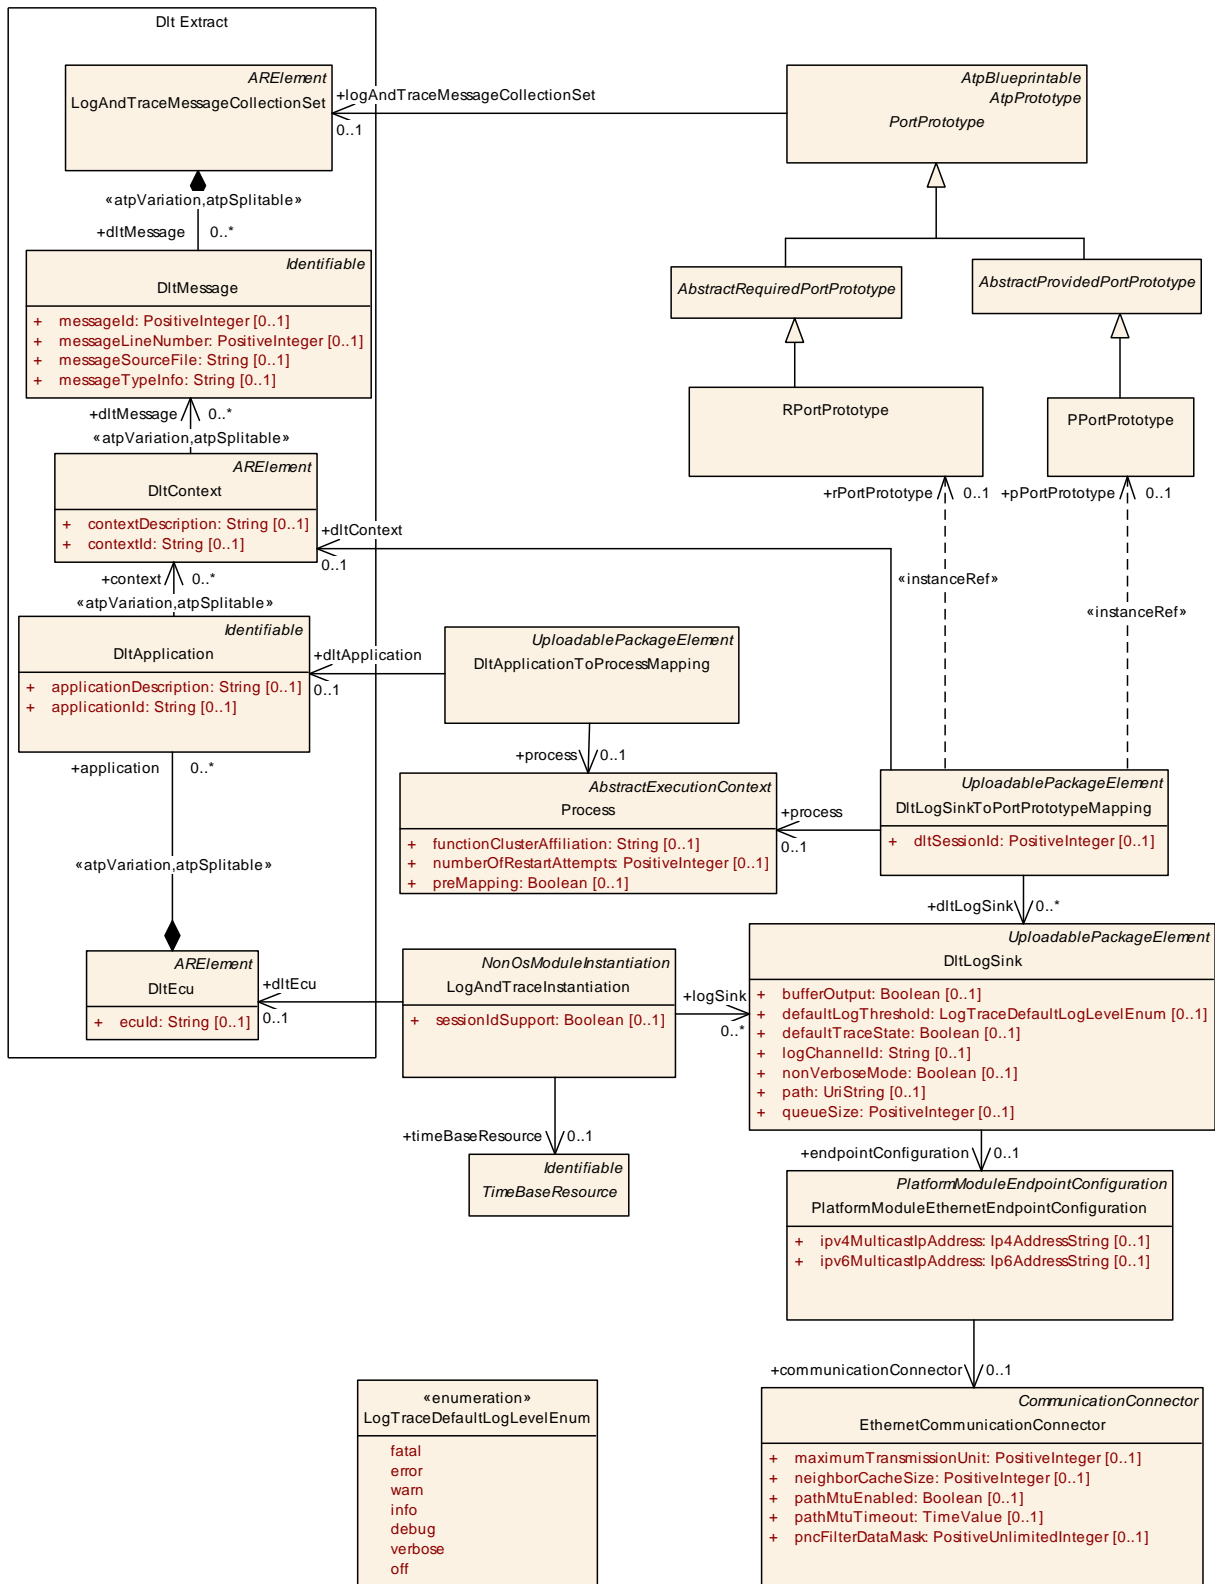 Dlt Extract
ARElement
LogAndTraceMessageCollectionSet
+logAndTraceMessageCollectionSet
0..1
AtpBlueprintable
AtpPrototype
PortPrototype
«atpVariation,atpSplitable»
+dltMessage 0..*
Identifiable
DltMessage
+ messageId: PositiveInteger [0..1]
+ messageLineNumber: PositiveInteger [0..1]
+ messageSourceFile: String [0..1]
+ messageTypeInfo: String [0..1]
AbstractRequiredPortPrototype
AbstractProvidedPortPrototype
RPortPrototype
PPortPrototype
+dltMessage 0..*
«atpVariation,atpSplitable»
ARElement
DltContext
+ contextDescription: String [0..1]
+ contextId: String [0..1]
+dltContext
0..1
+rPortPrototype 0..1
+pPortPrototype 0..1
«instanceRef»
«instanceRef»
+context 0..*
«atpVariation,atpSplitable»
Identifiable
DltApplication
+ applicationDescription: String [0..1]
+ applicationId: String [0..1]
+dltApplication
0..1
UploadablePackageElement
DltApplicationToProcessMapping
+application 0..*
+process 0..1
AbstractExecutionContext
Process
+ functionClusterAffiliation: String [0..1]
+ numberOfRestartAttempts: PositiveInteger [0..1]
+ preMapping: Boolean [0..1]
+process
0..1
UploadablePackageElement
DltLogSinkToPortPrototypeMapping
+ dltSessionId: PositiveInteger [0..1]
«atpVariation,atpSplitable»
+dltLogSink 0..*
ARElement
DltEcu
+ ecuId: String [0..1]
+dltEcu
0..1
NonOsModuleInstantiation
LogAndTraceInstantiation
+ sessionIdSupport: Boolean [0..1]
+logSink
0..*
UploadablePackageElement
DltLogSink
+ bufferOutput: Boolean [0..1]
+ defaultLogThreshold: LogTraceDefaultLogLevelEnum [0..1]
+ defaultTraceState: Boolean [0..1]
+ logChannelId: String [0..1]
+ nonVerboseMode: Boolean [0..1]
+ path: UriString [0..1]
+ queueSize: PositiveInteger [0..1]
+timeBaseResource 0..1
Identifiable
TimeBaseResource
+endpointConfiguration 0..1
PlatformModuleEndpointConfiguration
PlatformModuleEthernetEndpointConfiguration
+ ipv4MulticastIpAddress: Ip4AddressString [0..1]
+ ipv6MulticastIpAddress: Ip6AddressString [0..1]
+communicationConnector 0..1
«enumeration»
LogTraceDefaultLogLevelEnum
fatal
error
warn
info
debug
verbose
off
CommunicationConnector
EthernetCommunicationConnector
+ maximumTransmissionUnit: PositiveInteger [0..1]
+ neighborCacheSize: PositiveInteger [0..1]
+ pathMtuEnabled: Boolean [0..1]
+ pathMtuTimeout: TimeValue [0..1]
+ pncFilterDataMask: PositiveUnlimitedInteger [0..1]